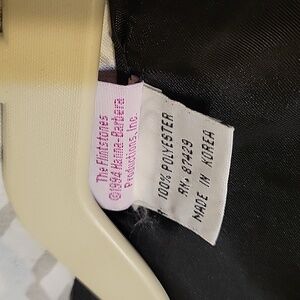 The Flintstones
©1994 Hanna-Barbera
Productions, Inc.
100% POLYESTER
RN. 87429
MADE IN KOREA